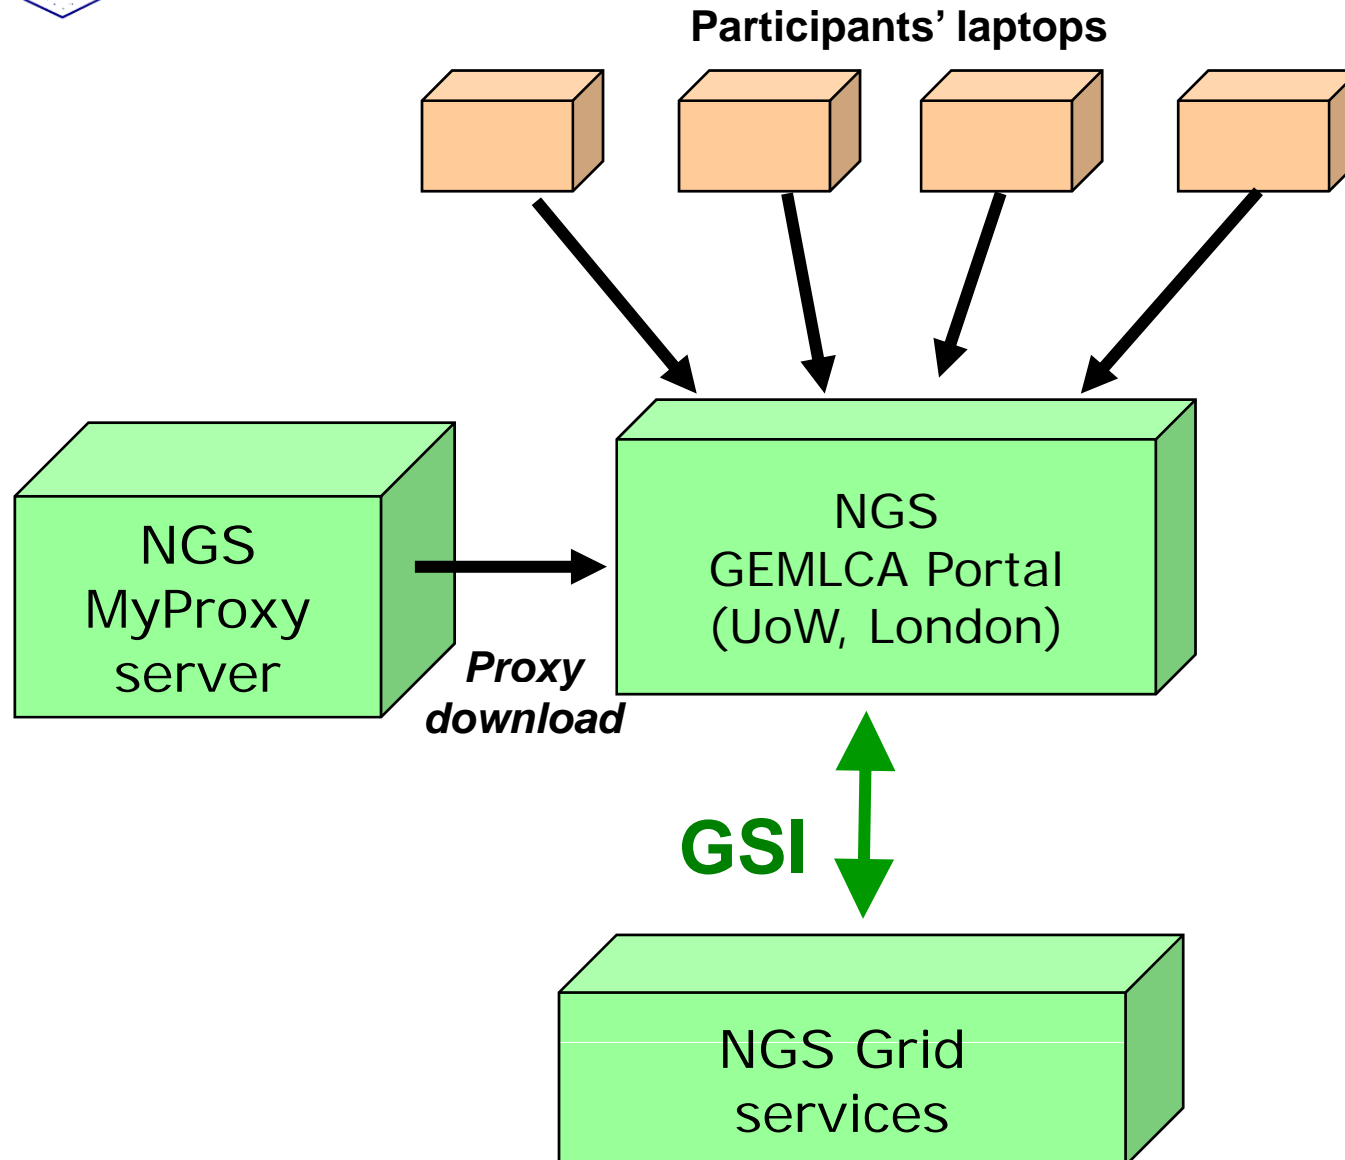 Participants’ laptops
NGS
MyProxy
server
Proxy
download
NGS
GEMLCA Portal
(UoW, London)
GSI
NGS Grid
services